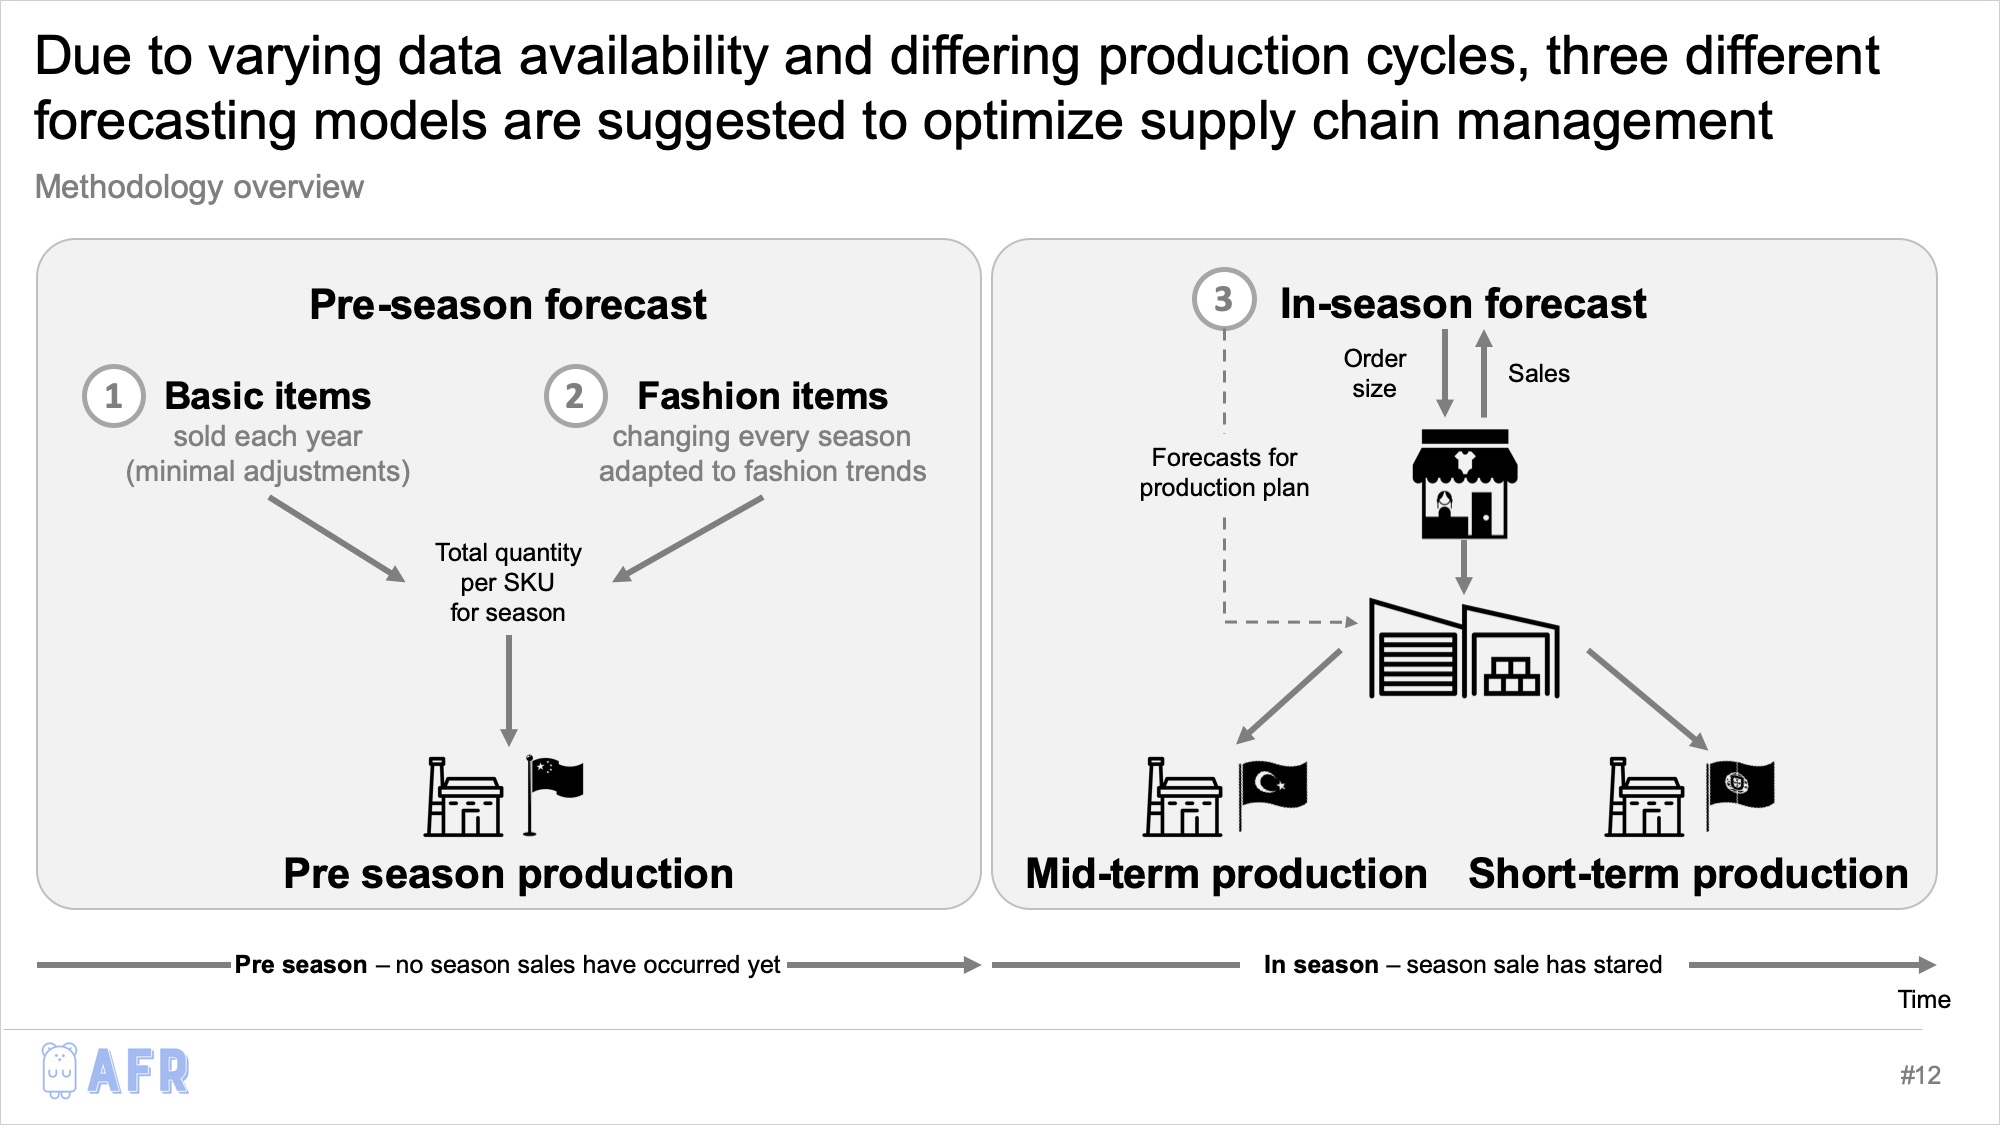 Due to varying data availability and differing production cycles, three different
forecasting models are suggested to optimize supply chain management
Methodology overview
Pre-season forecast
1
Basic items
sold each year
(minimal adjustments)
2
Fashion items
changing every season
adapted to fashion trends
Total quantity
per SKU
for season
Pre season production
3
In-season forecast
Order
size
Sales
Forecasts for
production plan
Mid-term production
Short-term production
Pre season – no season sales have occurred yet
In season – season sale has stared
Time
AFR
#12